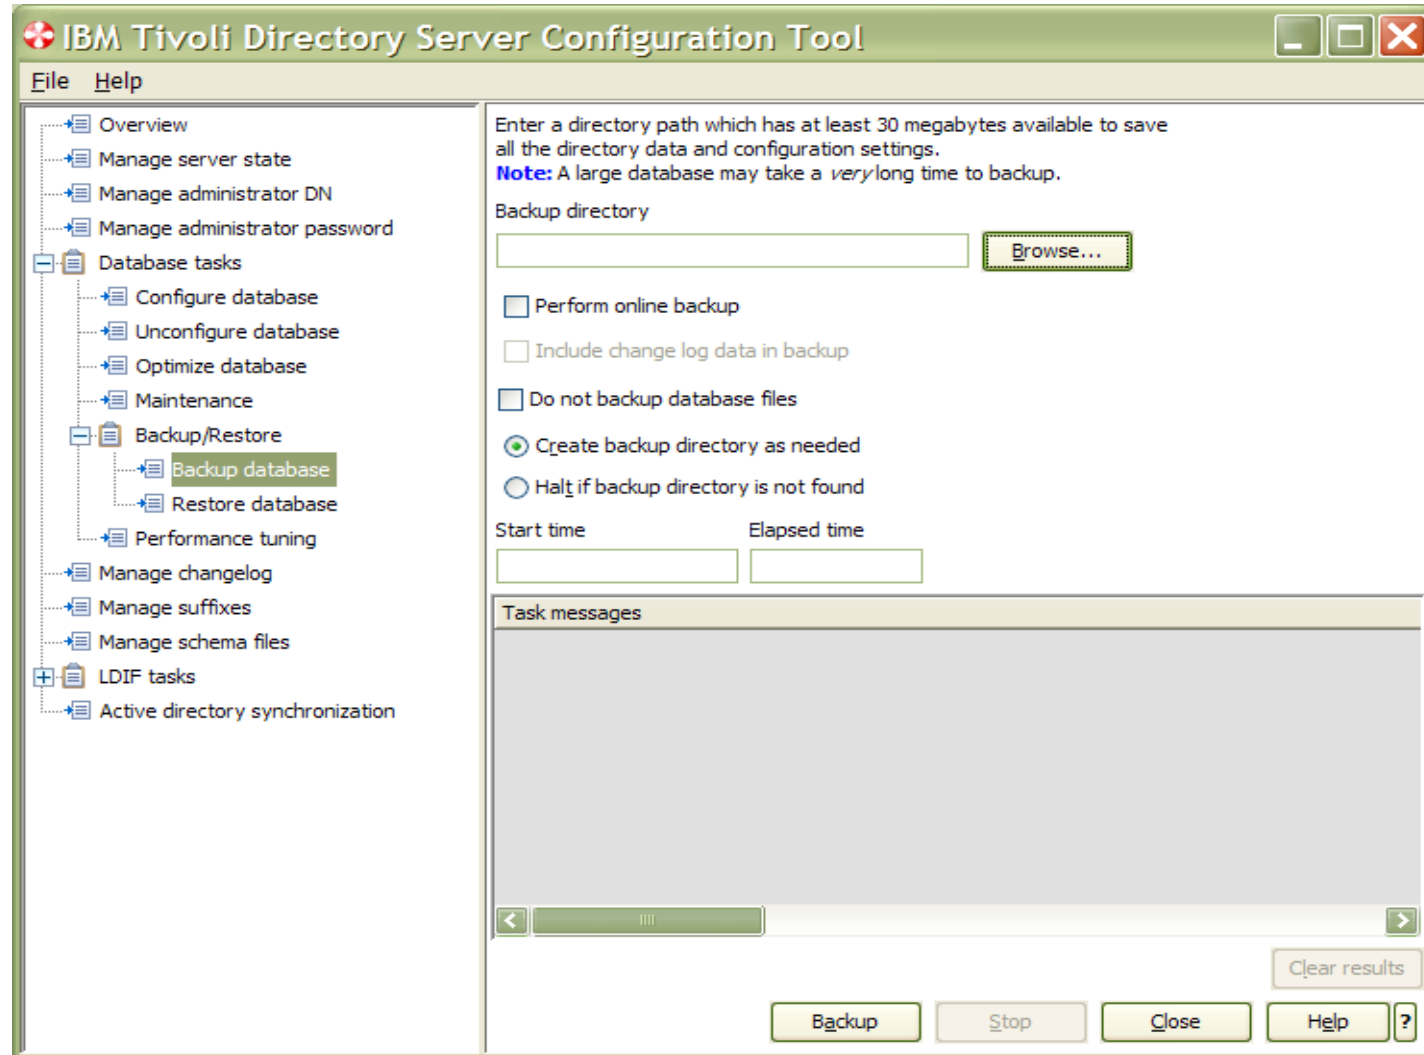 IBM Tivoli Directory Server Configuration Tool
File Help
Overview
Manage server state
Manage administrator DN
Manage administrator password
Database tasks
Configure database
Unconfigure database
Optimize database
Maintenance
Backup/Restore
Backup database
Restore database
Performance tuning
Manage changelog
Manage suffixes
Manage schema files
LDIF tasks
Active directory synchronization
Enter a directory path which has at least 30 megabytes available to save
all the directory data and configuration settings.
Note: A large database may take a very long time to backup.
Backup directory
Browse...
Perform online backup
Include change log data in backup
Do not backup database files
Create backup directory as needed
Halt if backup directory is not found
Start time Elapsed time
Task messages
Clear results
Backup Stop Close Help ?